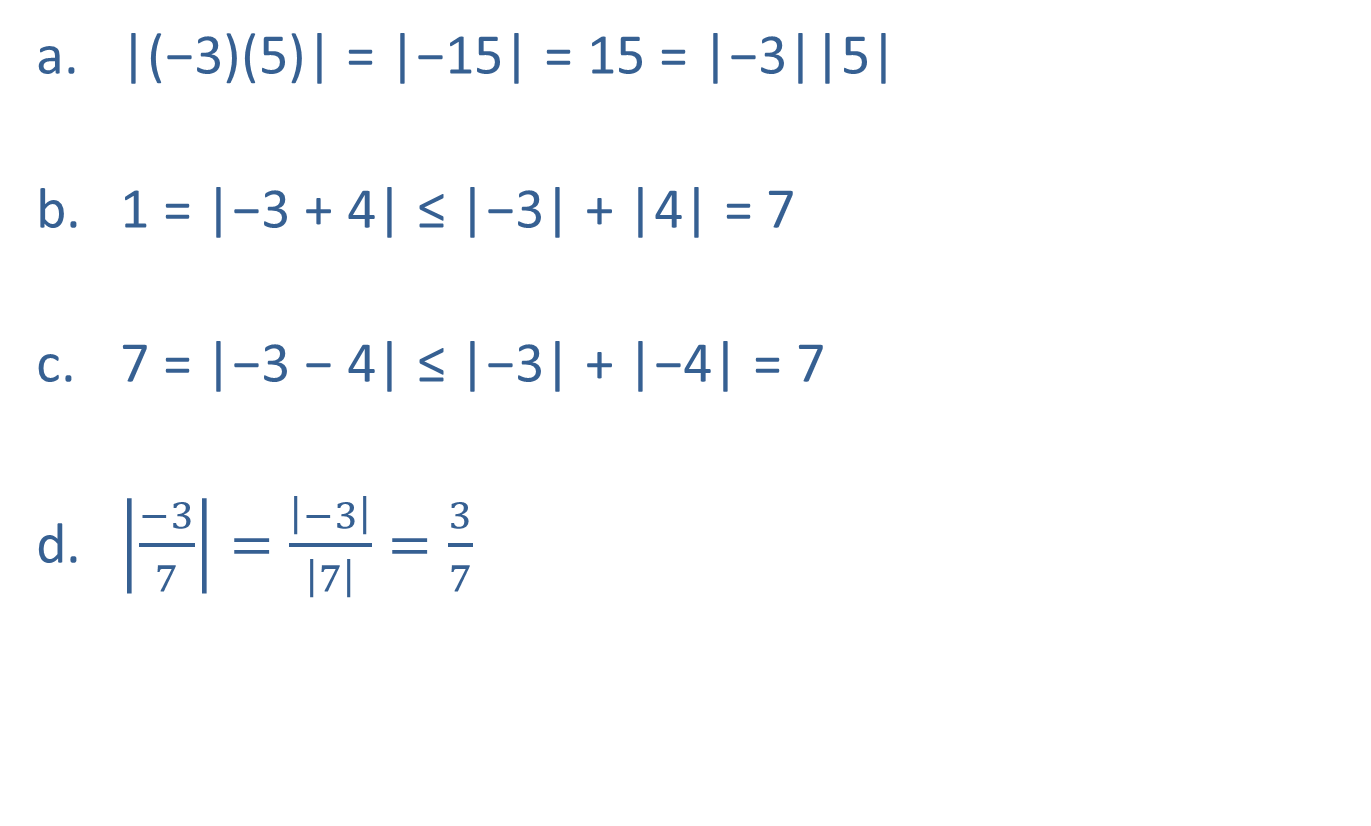 a. |(−3)(5)| = |−15| = 15 = |−3||5|
b. 1 = |−3 + 4| ≤ |−3| + |4| = 7
c. 7 = |−3 − 4| ≤ |−3| + |−4| = 7
d. |−3/7| = |−3|/|7| = 3/7